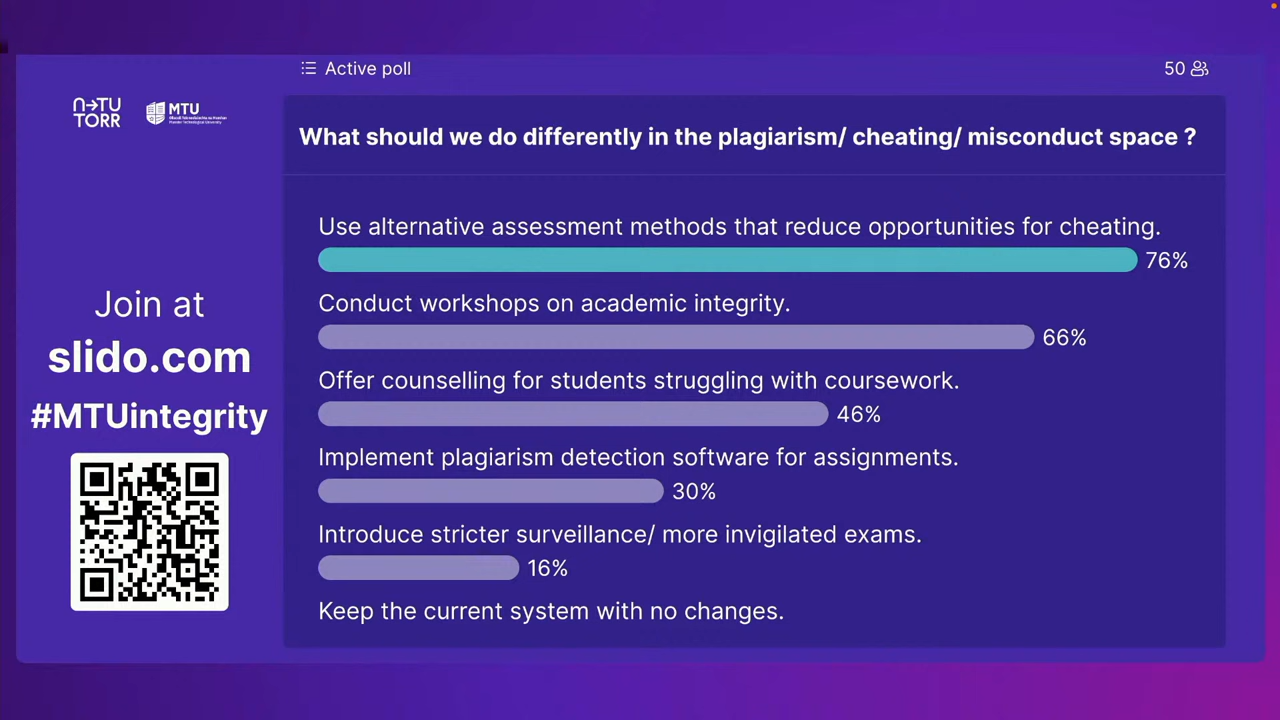 Active poll
50
N→TU
TORR
MTU
What should we do differently in the plagiarism/ cheating/ misconduct space ?
Use alternative assessment methods that reduce opportunities for cheating.
76%
Conduct workshops on academic integrity.
66%
Offer counselling for students struggling with coursework.
46%
Implement plagiarism detection software for assignments.
30%
Introduce stricter surveillance/ more invigilated exams.
16%
Keep the current system with no changes.
Join at
slido.com
#MTUintegrity